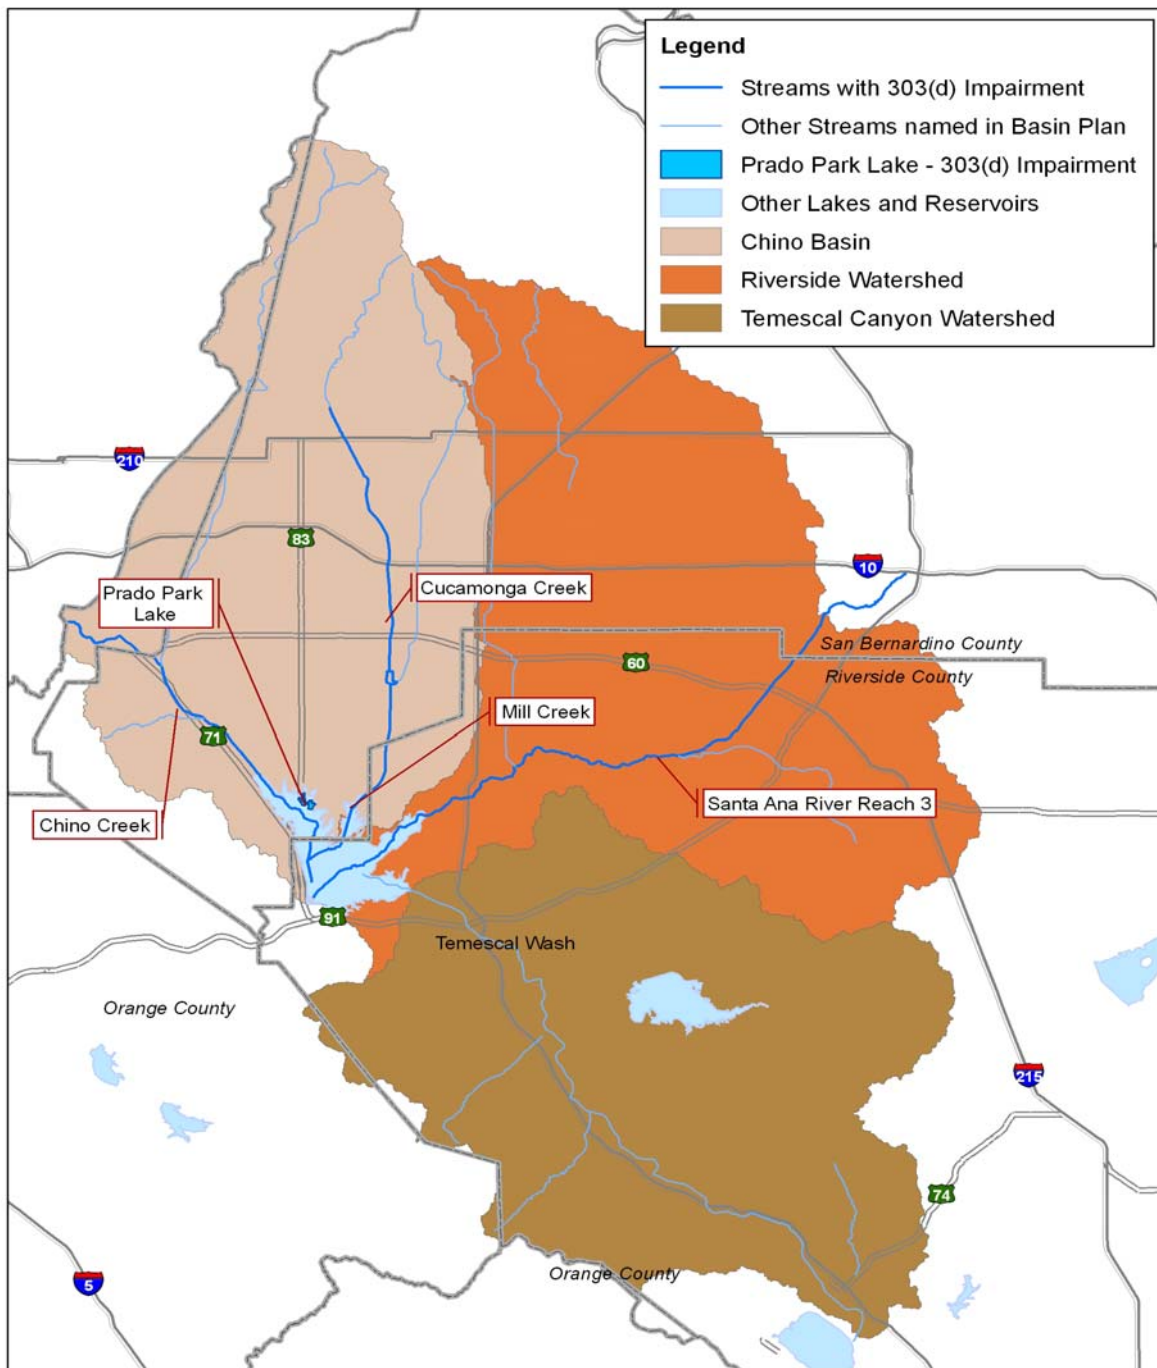 Legend
Streams with 303(d) Impairment
Other Streams named in Basin Plan
Prado Park Lake - 303(d) Impairment
Other Lakes and Reservoirs
Chino Basin
Riverside Watershed
Temescal Canyon Watershed
210
83
10
Prado Park
Lake
Cucamonga Creek
San Bernardino County
60
Riverside County
Mill Creek
71
Santa Ana River Reach 3
Chino Creek
91
Temescal Wash
Orange County
215
74
Orange County
5